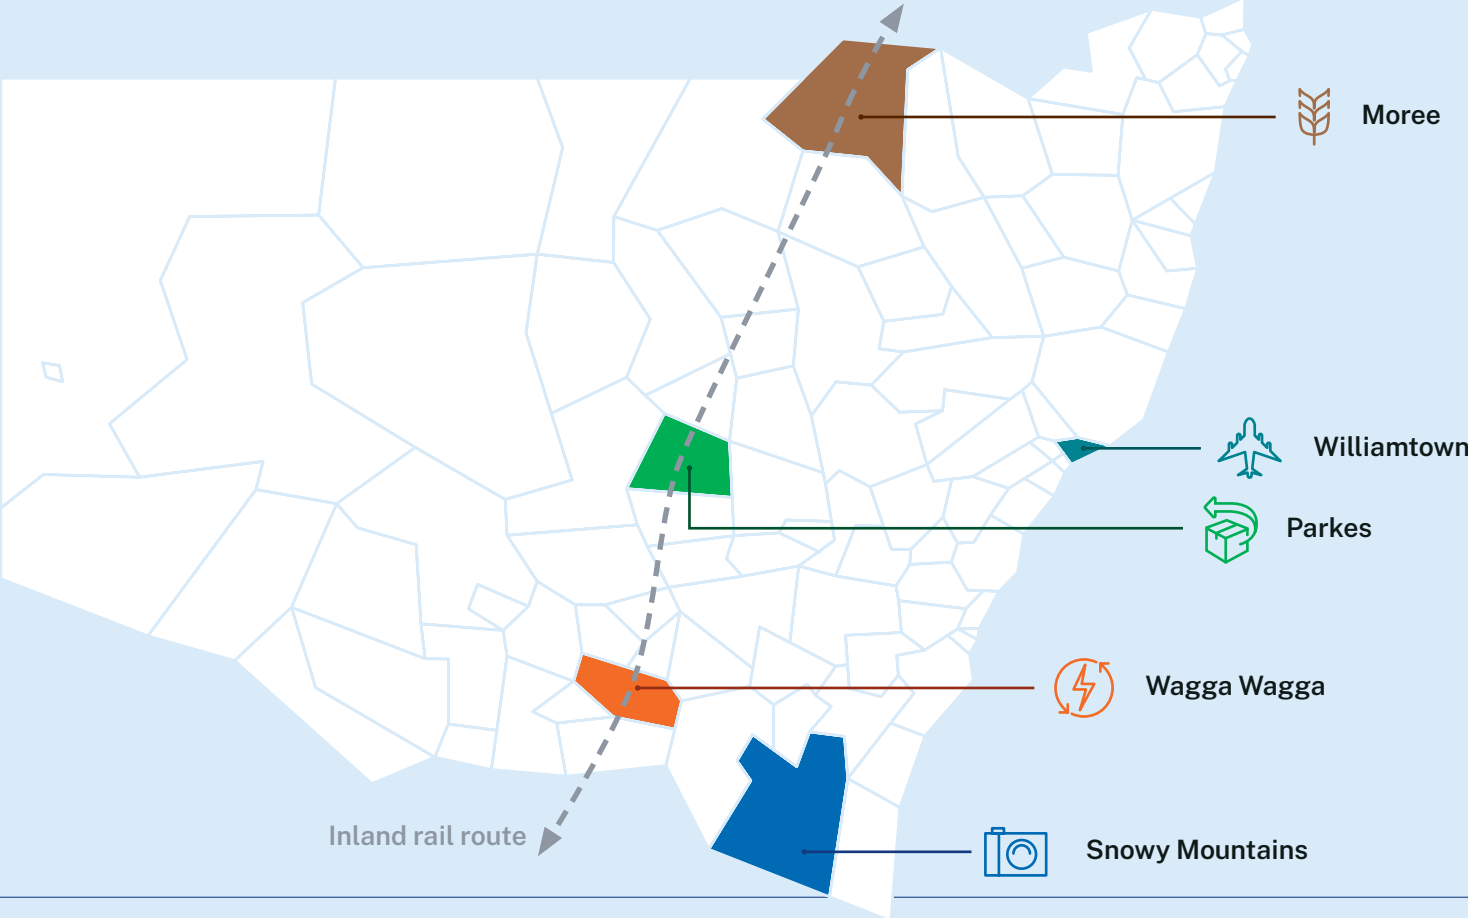 Moree
Williamtown
Parkes
Wagga Wagga
Inland rail route
Snowy Mountains